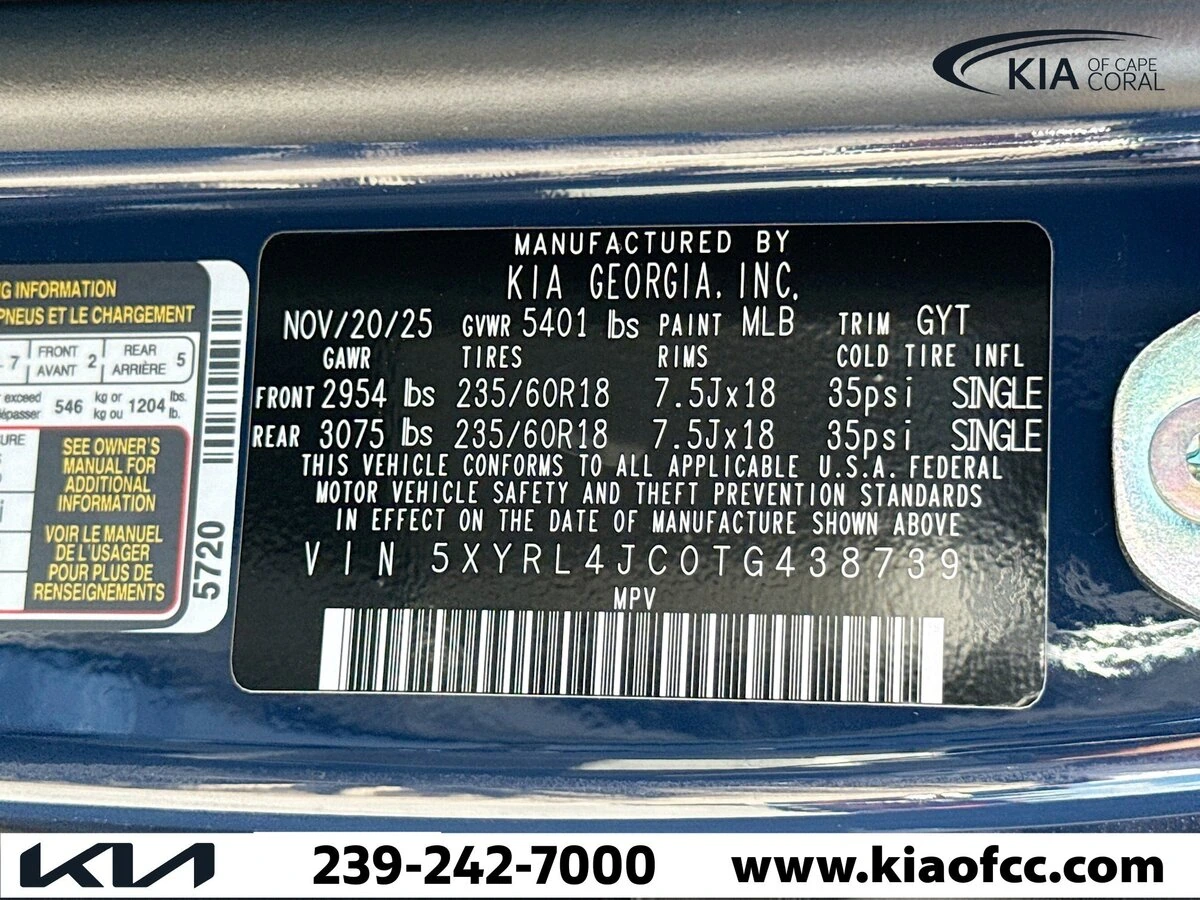 KIA OF CAPE CORAL
MANUFACTURED BY
KIA GEORGIA, INC.
NOV/20/25 GVWR 5401 lbs PAINT MLB TRIM GYT
GAWR TIRES RIMS COLD TIRE INFL
FRONT 2954 lbs 235/60R18 7.5Jx18 35psi SINGLE
REAR 3075 lbs 235/60R18 7.5Jx18 35psi SINGLE
THIS VEHICLE CONFORMS TO ALL APPLICABLE U.S.A. FEDERAL
MOTOR VEHICLE SAFETY AND THEFT PREVENTION STANDARDS
IN EFFECT ON THE DATE OF MANUFACTURE SHOWN ABOVE
VIN 5XYRL4JC0TG438739
MPV
INFORMATION
PNEUS ET LE CHARGEMENT
7 FRONT AVANT 2 REAR ARRIÈRE 5
exceed 546 kg or kg ou 1204 lbs. lb.
SEE OWNER'S
MANUAL FOR
ADDITIONAL
INFORMATION
VOIR LE MANUEL
DE L'USAGER
POUR PLUS DE
RENSEIGNEMENTS
5720
KIA 239-242-7000 www.kiaofcc.com